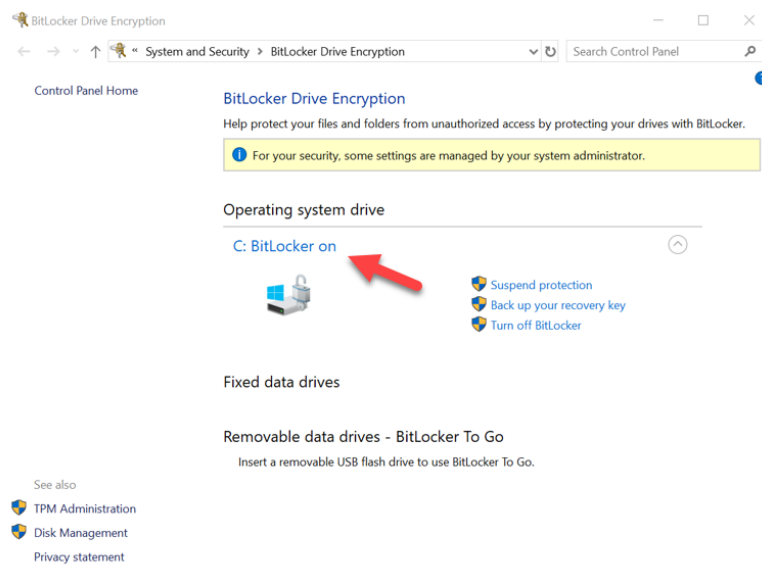 BitLocker Drive Encryption
« System and Security > BitLocker Drive Encryption
Search Control Panel
Control Panel Home
BitLocker Drive Encryption
Help protect your files and folders from unauthorized access by protecting your drives with BitLocker.
For your security, some settings are managed by your system administrator.
Operating system drive
C: BitLocker on
Suspend protection
Back up your recovery key
Turn off BitLocker
Fixed data drives
Removable data drives - BitLocker To Go
Insert a removable USB flash drive to use BitLocker To Go.
See also
TPM Administration
Disk Management
Privacy statement